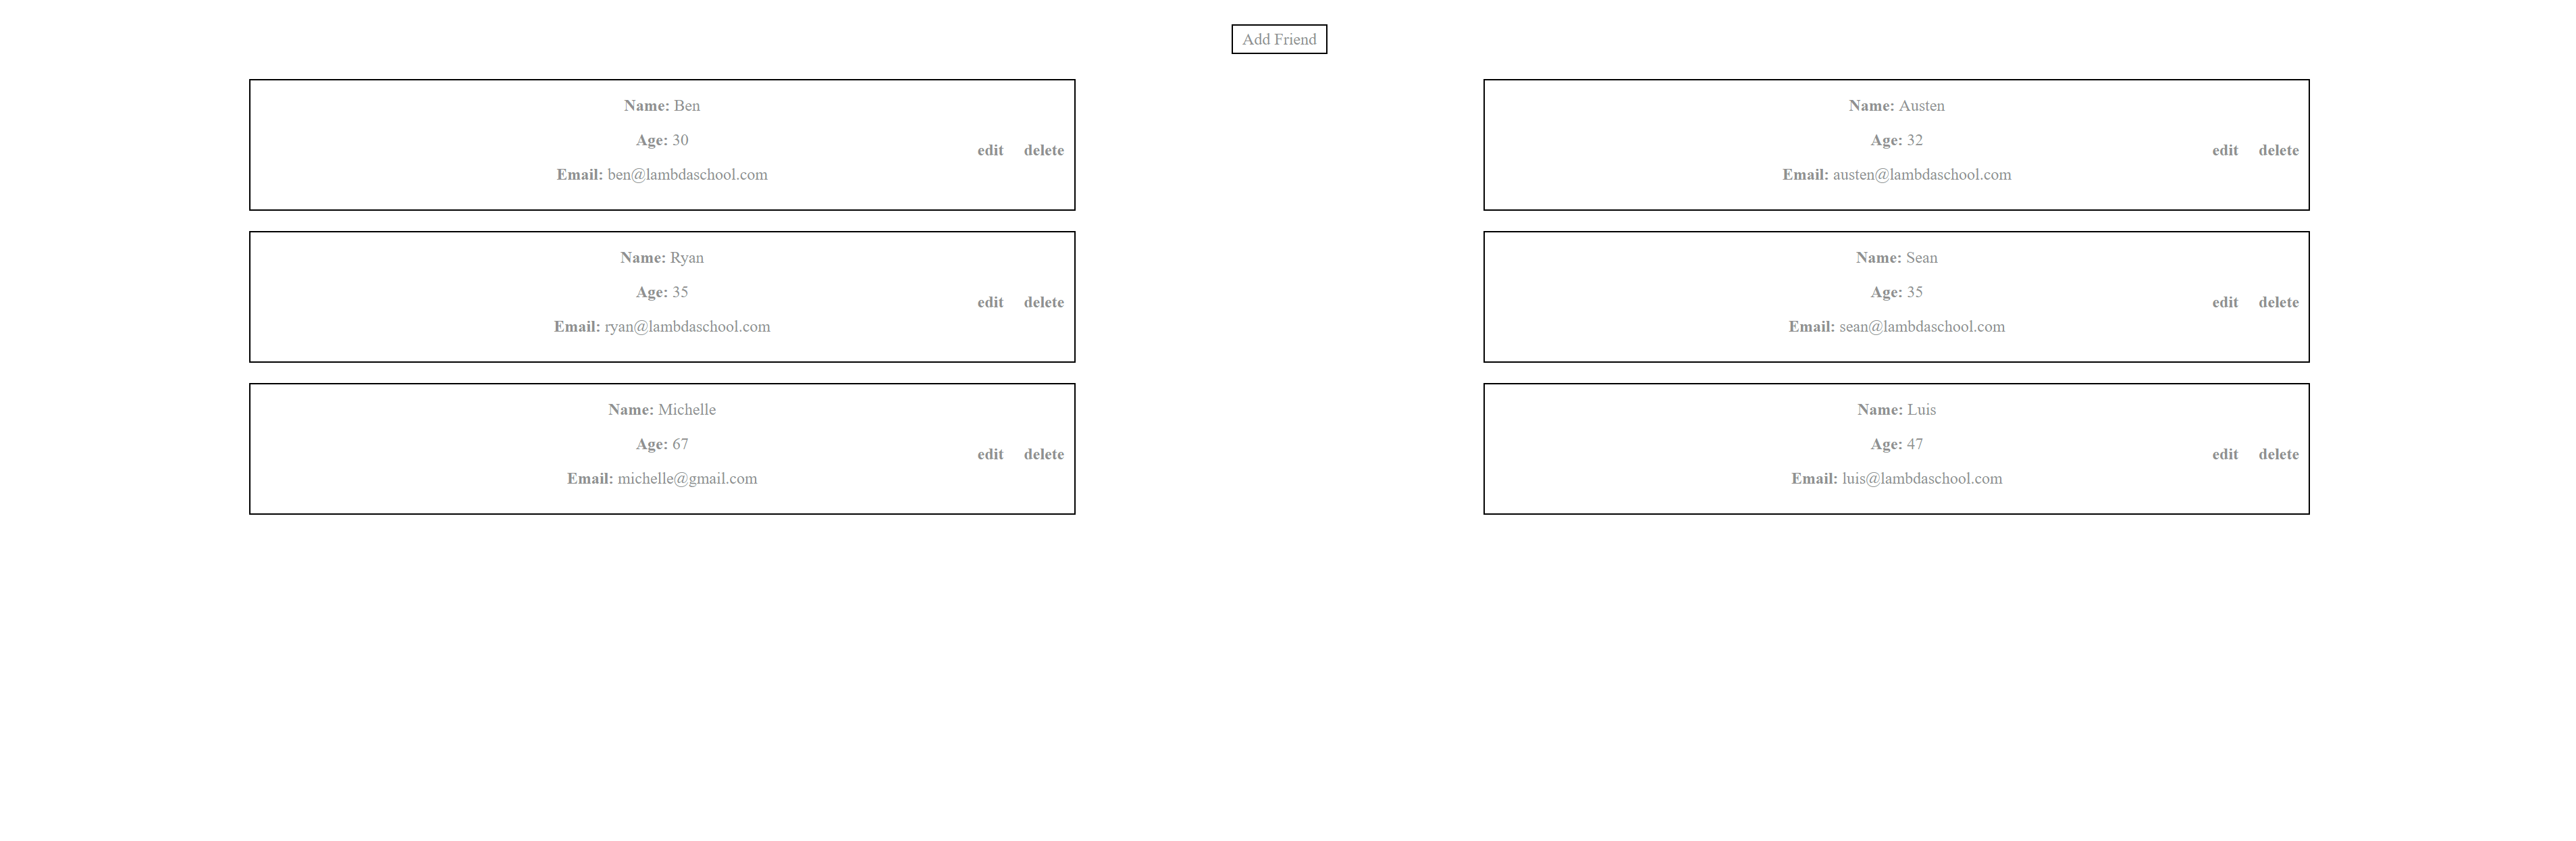 Add Friend
Name: Ben
Age: 30
edit delete
Email: ben@lambdaschool.com
Name: Austen
Age: 32
edit delete
Email: austen@lambdaschool.com
Name: Ryan
Age: 35
edit delete
Email: ryan@lambdaschool.com
Name: Sean
Age: 35
edit delete
Email: sean@lambdaschool.com
Name: Michelle
Age: 67
edit delete
Email: michelle@gmail.com
Name: Luis
Age: 47
edit delete
Email: luis@lambdaschool.com